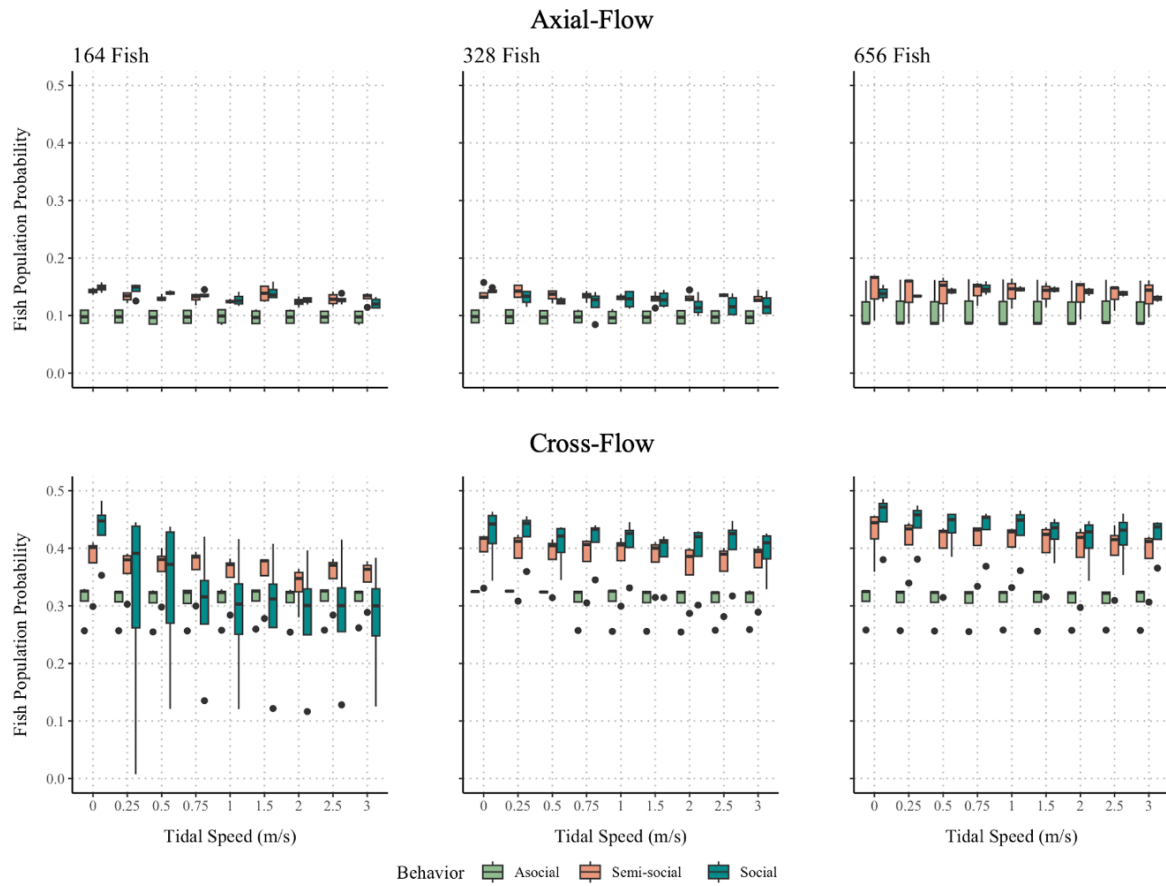 Axial-Flow
164 Fish
328 Fish
656 Fish
Fish Population Probability
0.5
0.4
0.3
0.2
0.1
0.0
Cross-Flow
Fish Population Probability
0.5
0.4
0.3
0.2
0.1
0.0
0 0.25 0.5 0.75 1 1.5 2 2.5 3
0 0.25 0.5 0.75 1 1.5 2 2.5 3
0 0.25 0.5 0.75 1 1.5 2 2.5 3
Tidal Speed (m/s)
Tidal Speed (m/s)
Tidal Speed (m/s)
Behavior Asocial Semi-social Social